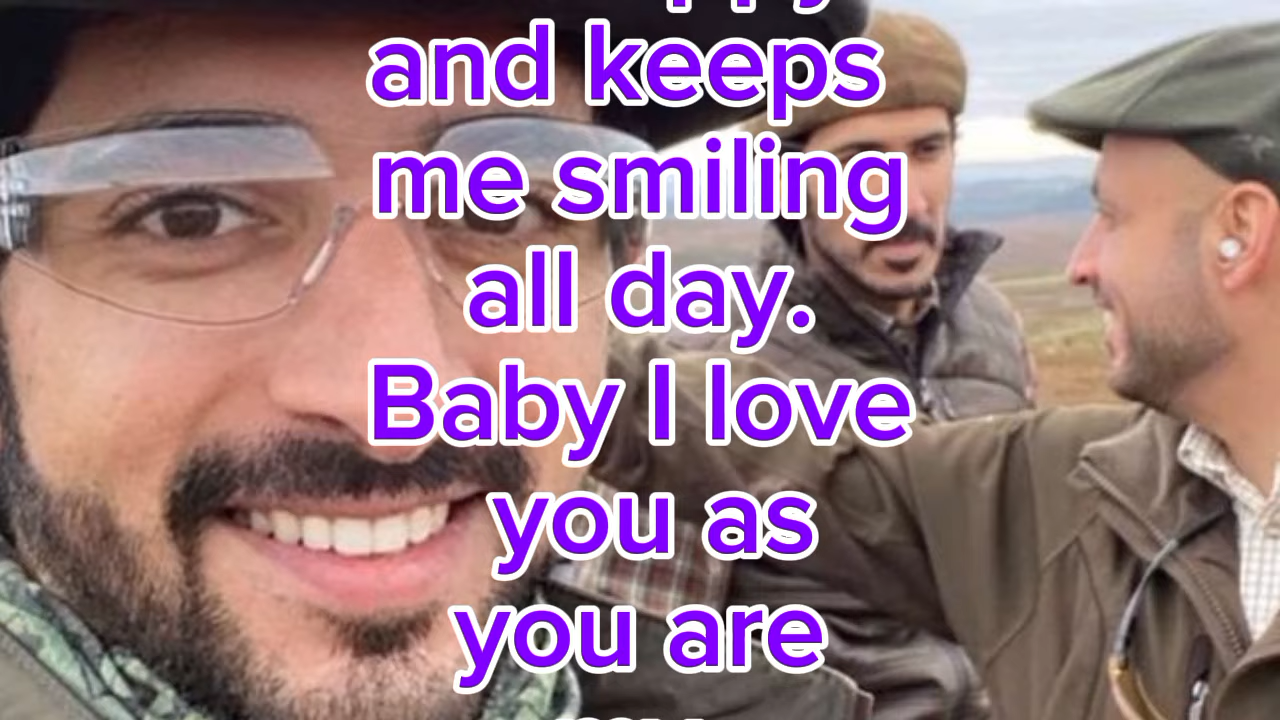 and keeps
me smiling
all day.
Baby I love
you as
you are